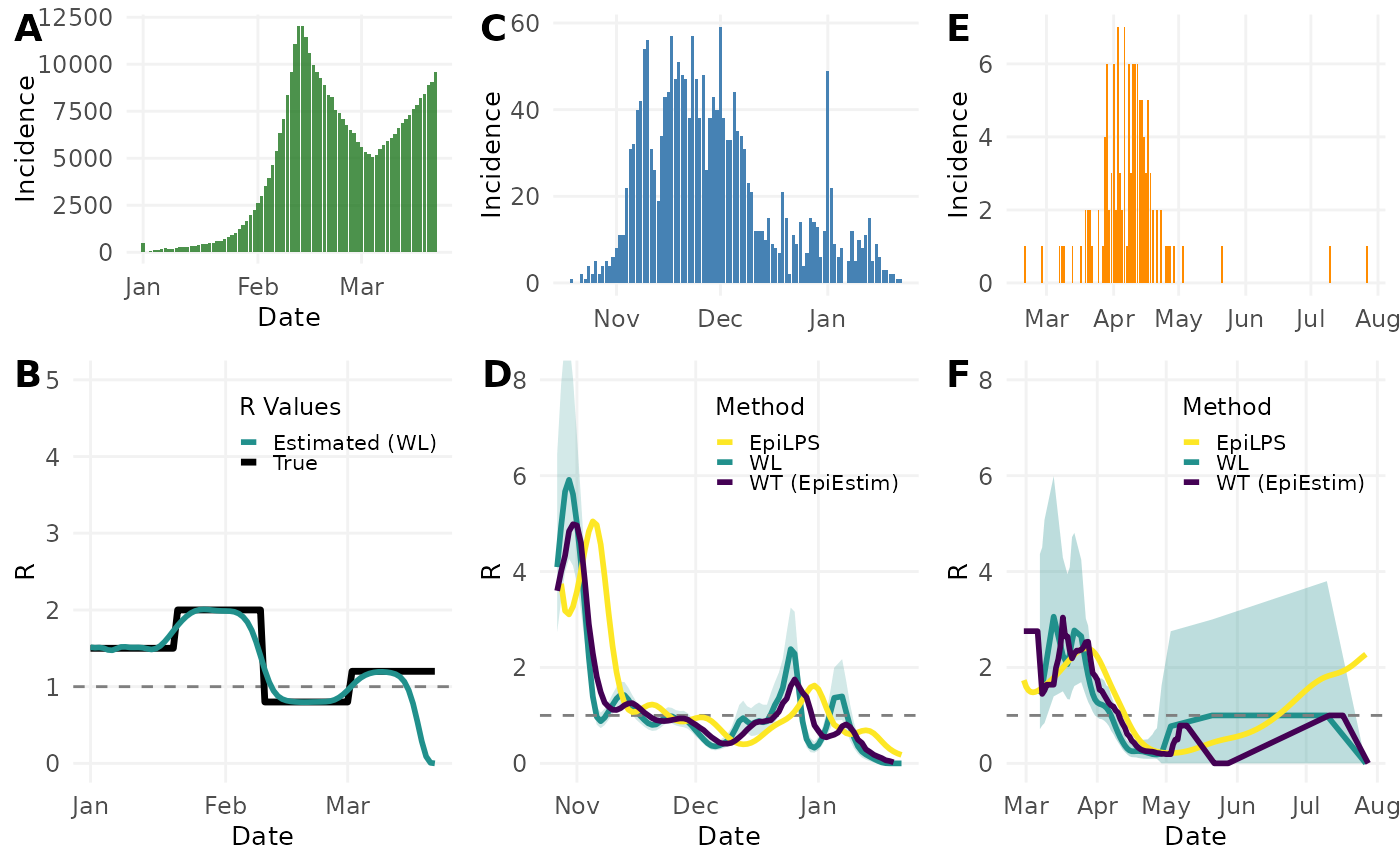 A
12500
10000
7500
5000
2500
0
Incidence
Jan Feb Mar
Date
C
60
40
20
0
Incidence
Nov Dec Jan
E
6
4
2
0
Incidence
Mar Apr May Jun Jul Aug
B
5
4
3
2
1
0
R
R Values
Estimated (WL)
True
Jan Feb Mar
Date
D
8
6
4
2
0
R
Method
EpiLPS
WL
WT (EpiEstim)
Nov Dec Jan
Date
F
8
6
4
2
0
R
Method
EpiLPS
WL
WT (EpiEstim)
Mar Apr May Jun Jul Aug
Date